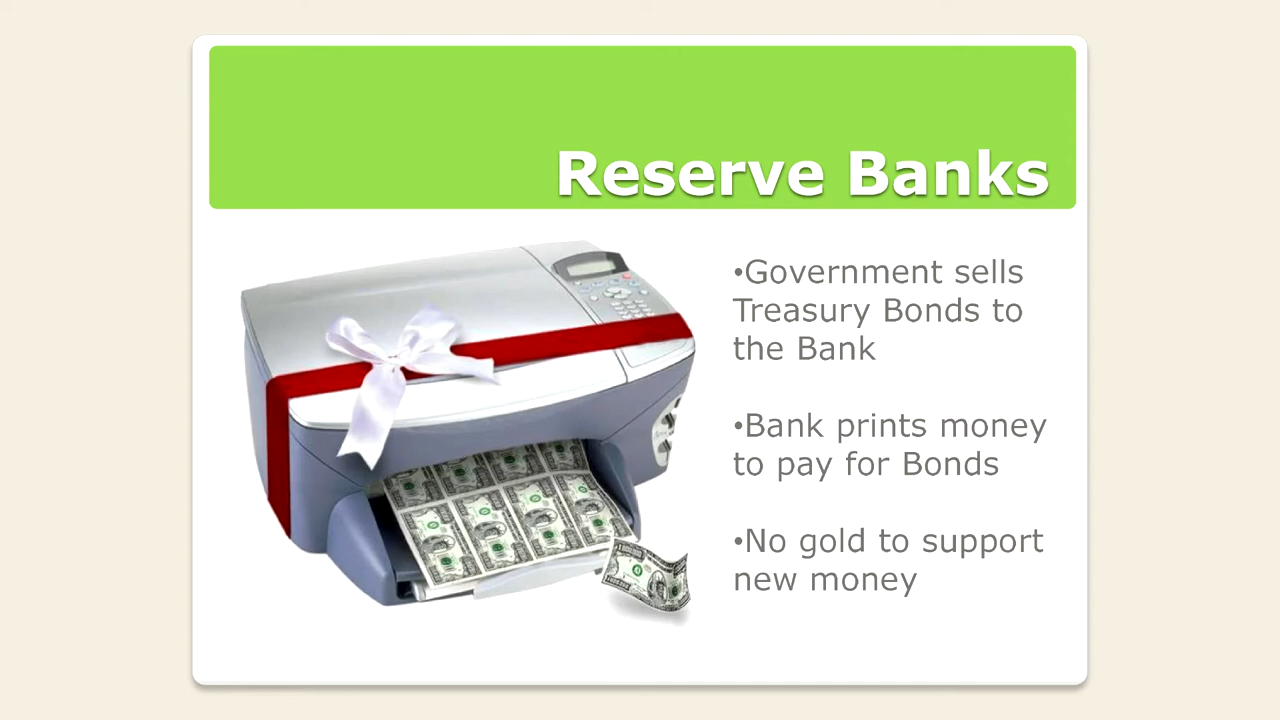 Reserve Banks
•Government sells
Treasury Bonds to
the Bank
•Bank prints money
to pay for Bonds
•No gold to support
new money